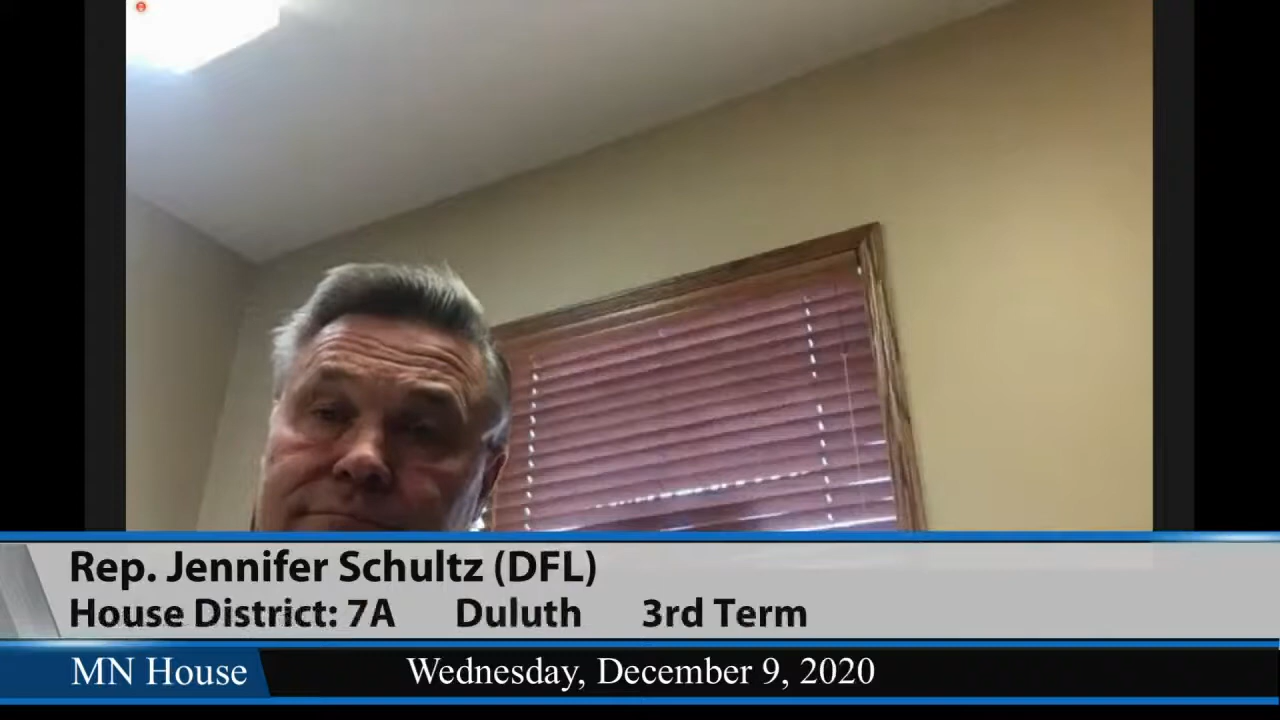 Rep. Jennifer Schultz (DFL)
House District: 7A Duluth 3rd Term
MN House Wednesday, December 9, 2020